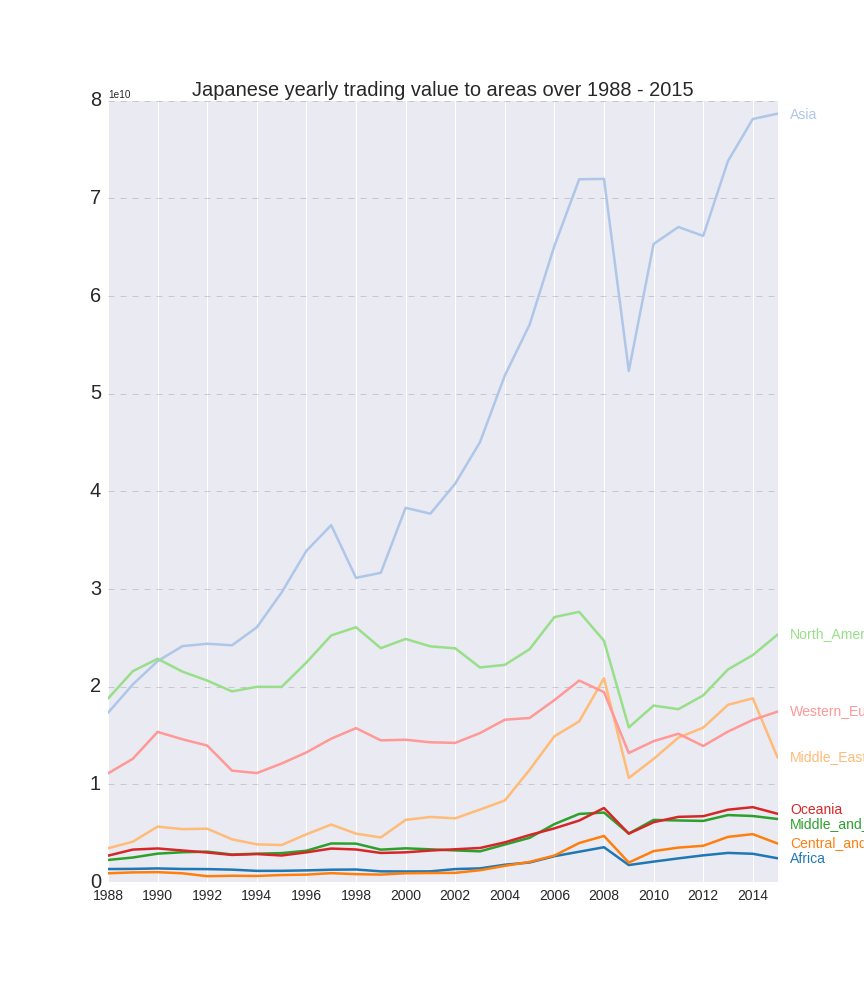 Japanese yearly trading value to areas over 1988 - 2015
1e10
8
7
6
5
4
3
2
1
0
Asia
North_Amer
Western_Eu
Middle_East
Oceania
Middle_and_
Central_and
Africa
1988 1990 1992 1994 1996 1998 2000 2002 2004 2006 2008 2010 2012 2014